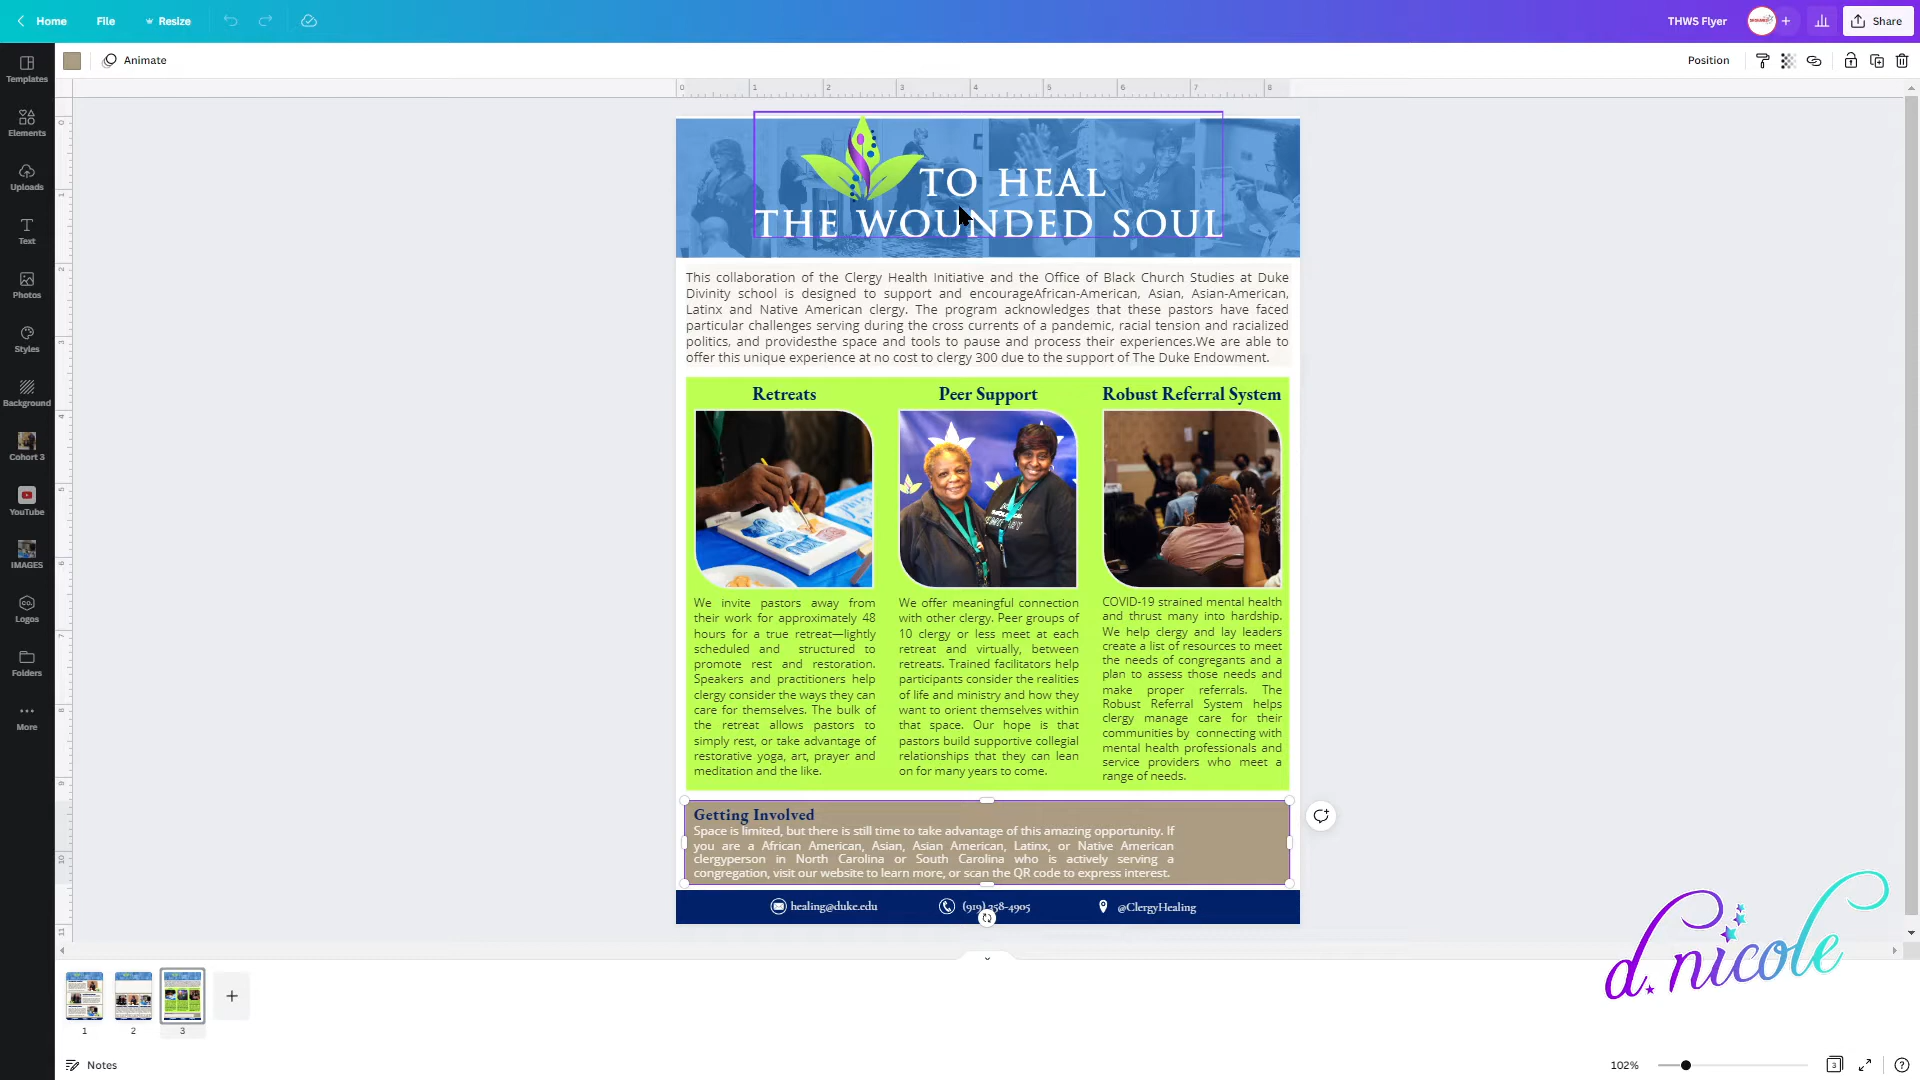 Home File Resize THWS Flyer Share
Animate Position
Templates
Elements
Uploads
Text
Photos
Styles
Background
Cohort 3
YouTube
IMAGES
Logos
Folders
More
0 1 2 3 4 5 6 7 8
TO HEAL
THE WOUNDED SOUL
This collaboration of the Clergy Health Initiative and the Office of Black Church Studies at Duke
Divinity school is designed to support and encourageAfrican-American, Asian, Asian-American,
Latinx and Native American clergy. The program acknowledges that these pastors have faced
particular challenges serving during the cross currents of a pandemic, racial tension and racialized
politics, and providesthe space and tools to pause and process their experiences.We are able to
offer this unique experience at no cost to clergy 300 due to the support of The Duke Endowment.
Retreats
We invite pastors away from
their work for approximately 48
hours for a true retreat—lightly
scheduled and structured to
promote rest and restoration.
Speakers and practitioners help
clergy consider the ways they can
care for themselves. The bulk of
the retreat allows pastors to
simply rest, or take advantage of
restorative yoga, art, prayer and
meditation and the like.
Peer Support
We offer meaningful connection
with other clergy. Peer groups of
10 clergy or less meet at each
retreat and virtually, between
retreats. Trained facilitators help
participants consider the realities
of life and ministry and how they
want to orient themselves within
that space. Our hope is that
pastors build supportive collegial
relationships that they can lean
on for many years to come.
Robust Referral System
COVID-19 strained mental health
and thrust many into hardship.
We help clergy and lay leaders
create a list of resources to meet
the needs of congregants and a
plan to assess those needs and
make proper referrals. The
Robust Referral System helps
clergy manage care for their
communities by connecting with
mental health professionals and
service providers who meet a
range of needs.
Getting Involved
Space is limited, but there is still time to take advantage of this amazing opportunity. If
you are a African American, Asian, Asian American, Latinx, or Native American
clergyperson in North Carolina or South Carolina who is actively serving a
congregation, visit our website to learn more, or scan the QR code to express interest.
healing@duke.edu (919) 358-4905 @ClergyHealing
d.nicole
1 2 3
Notes 102% 3